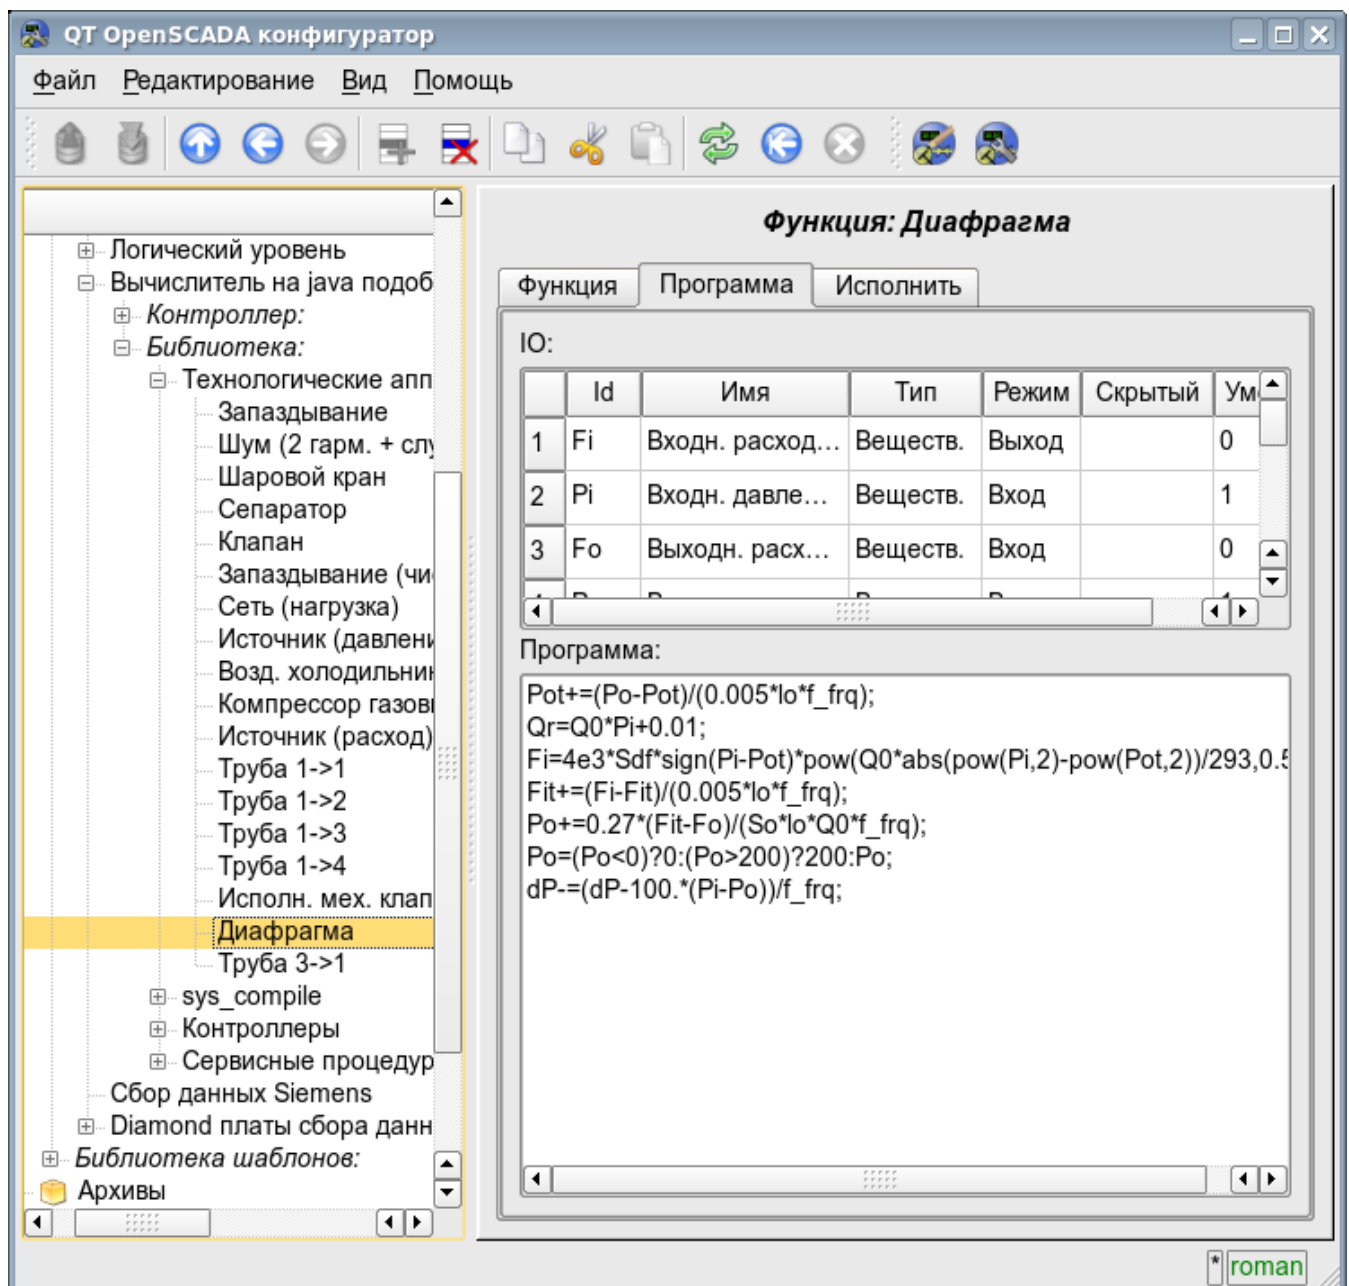 QT OpenSCADA конфигуратор
Файл Редактирование Вид Помощь
Логический уровень
Вычислитель на java подоб
Контроллер:
Библиотека:
Технологические апп
Запаздывание
Шум (2 гарм. + слу
Шаровой кран
Сепаратор
Клапан
Запаздывание (чи
Сеть (нагрузка)
Источник (давлени
Возд. холодильник
Компрессор газов
Источник (расход)
Труба 1->1
Труба 1->2
Труба 1->3
Труба 1->4
Исполн. мех. клап
Диафрагма
Труба 3->1
sys_compile
Контроллеры
Сервисные процедур
Сбор данных Siemens
Diamond платы сбора данн
Библиотека шаблонов:
Архивы
Функция: Диафрагма
Функция Программа Исполнить
IO:
Id Имя Тип Режим Скрытый Ум
1 Fi Входн. расход... Веществ. Выход 0
2 Pi Входн. давле... Веществ. Вход 1
3 Fo Выходн. расх... Веществ. Вход 0
Программа:
Pot+=(Po-Pot)/(0.005*lo*f_frq);
Qr=Q0*Pi+0.01;
Fi=4e3*Sdf*sign(Pi-Pot)*pow(Q0*abs(pow(Pi,2)-pow(Pot,2))/293,0.5
Fit+=(Fi-Fit)/(0.005*lo*f_frq);
Po+=0.27*(Fit-Fo)/(So*lo*Q0*f_frq);
Po=(Po<0)?0:(Po>200)?200:Po;
dP-=(dP-100.*(Pi-Po))/f_frq;
* roman